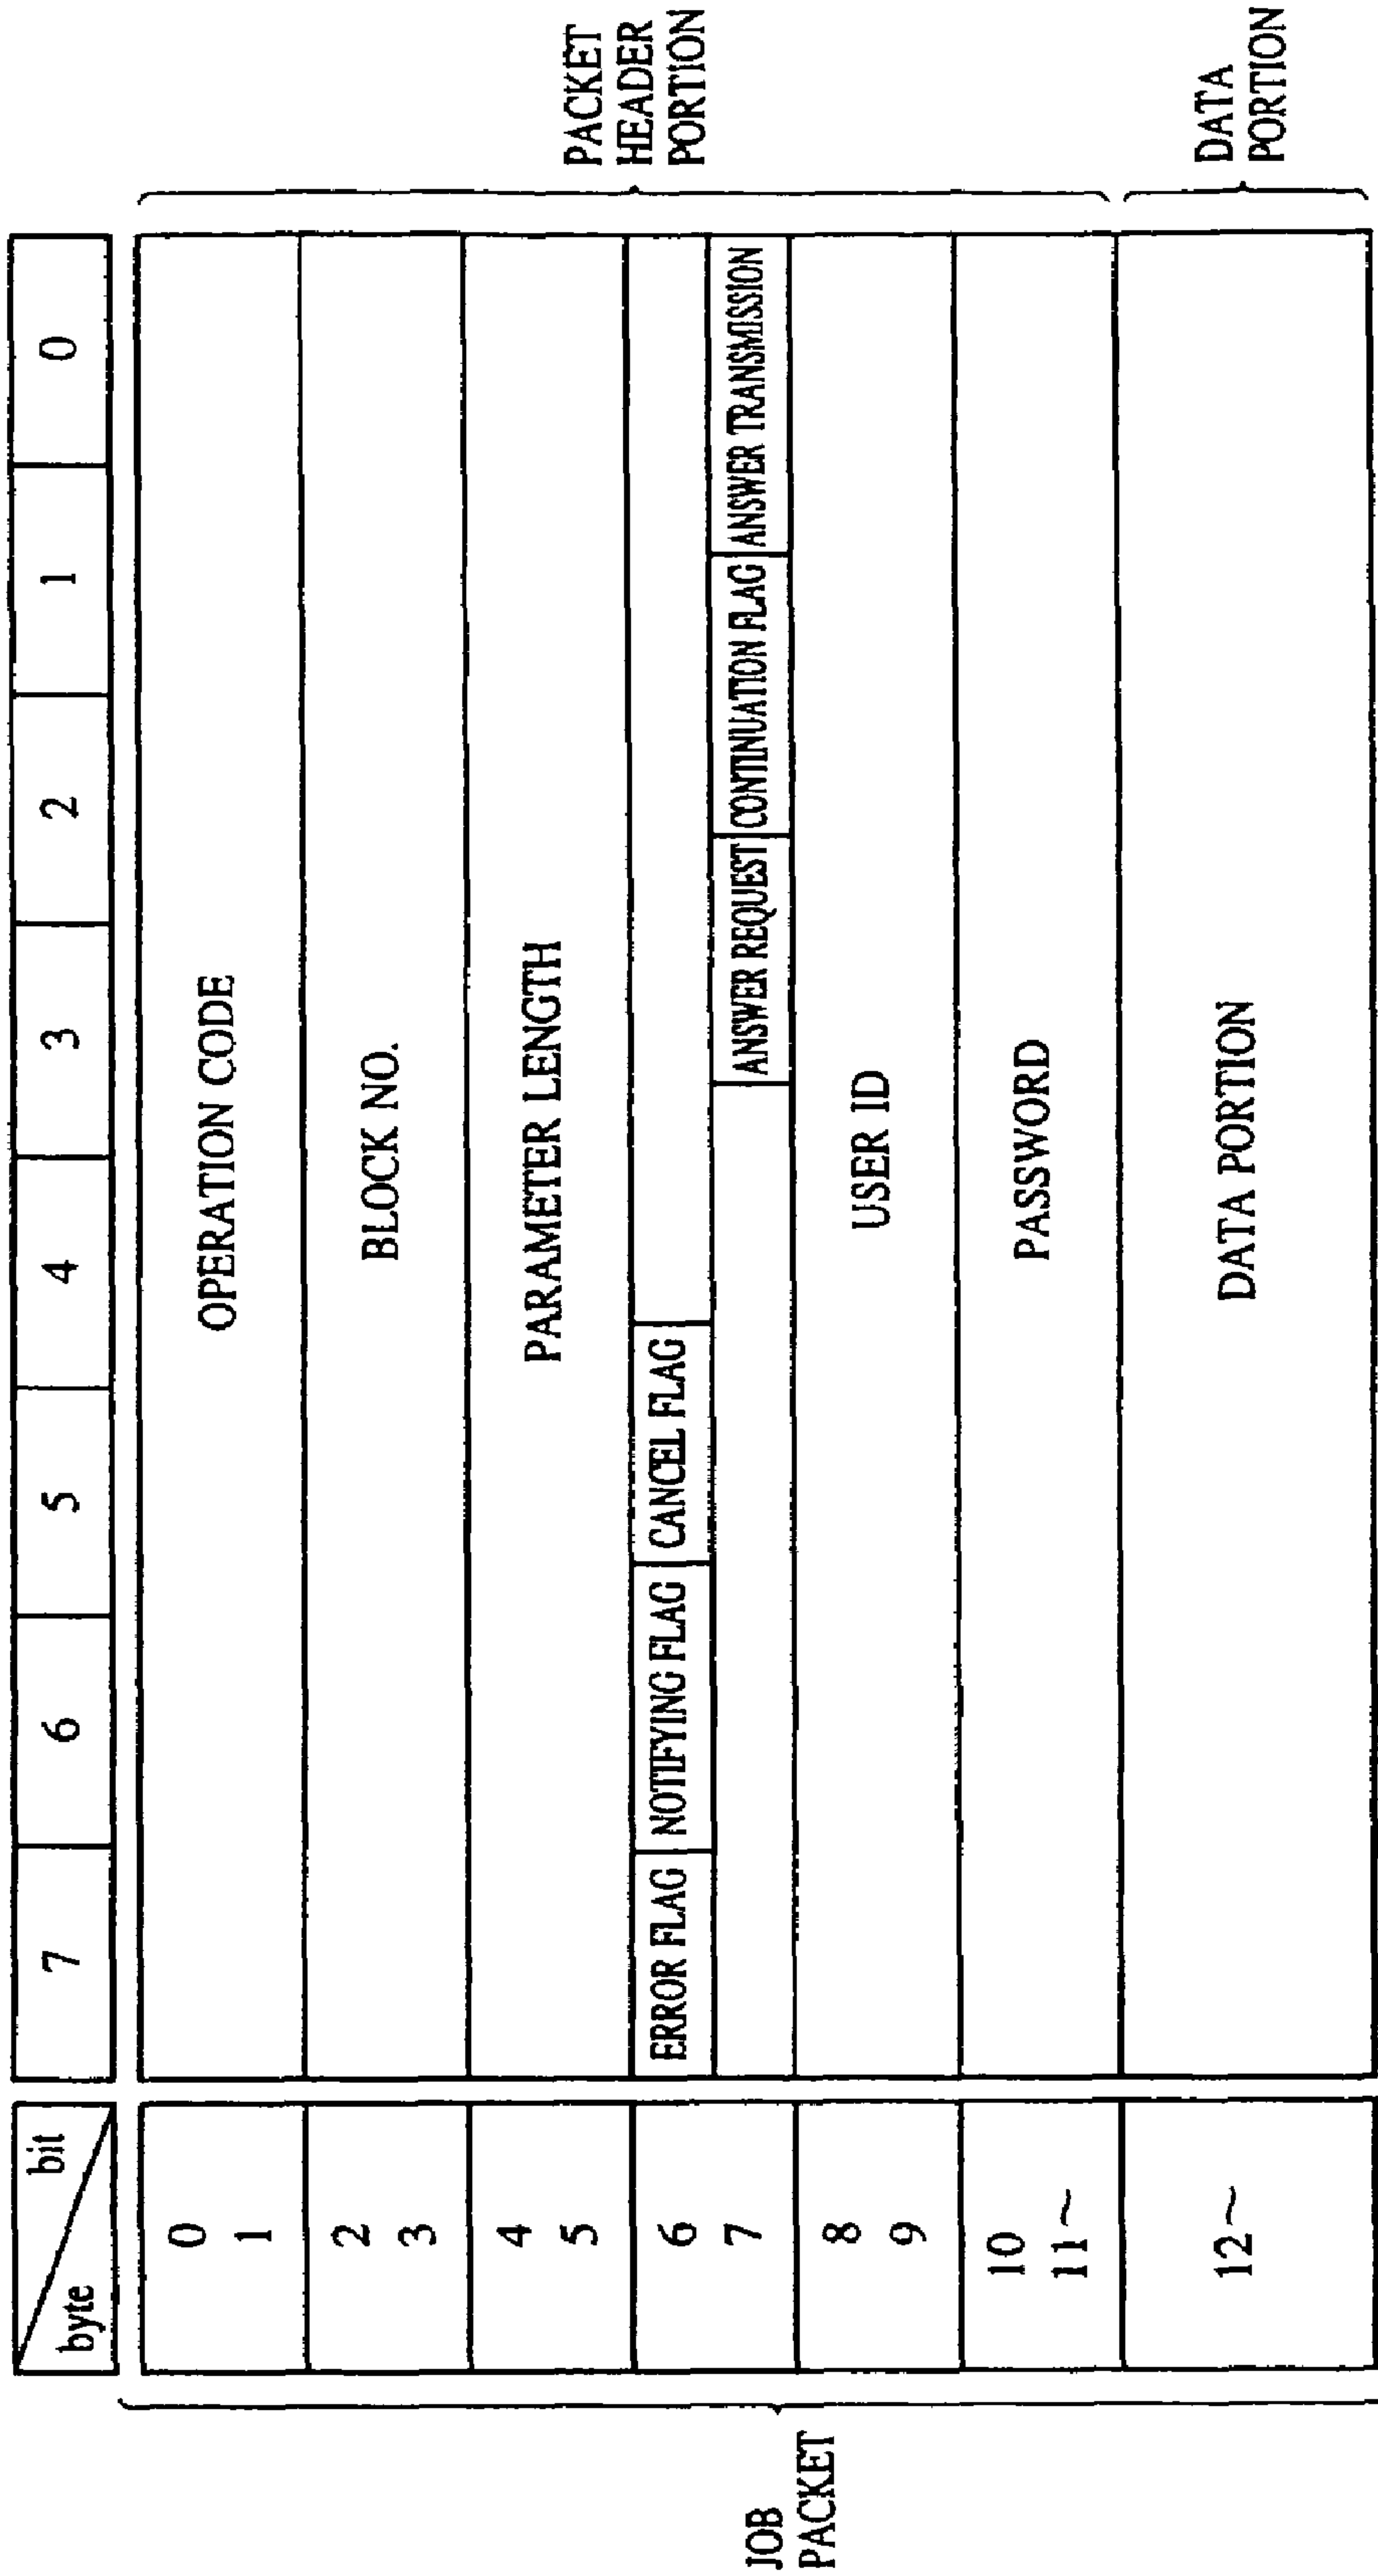 bit
byte
7 6 5 4 3 2 1 0
0
1
OPERATION CODE
2
3
BLOCK NO.
4
5
PARAMETER LENGTH
6
ERROR FLAG NOTIFYING FLAG CANCEL FLAG
7
ANSWER REQUEST CONTINUATION FLAG ANSWER TRANSMISSION
8
9
USER ID
10
11~
PASSWORD
12~
DATA PORTION
JOB
PACKET
PACKET
HEADER
PORTION
DATA
PORTION